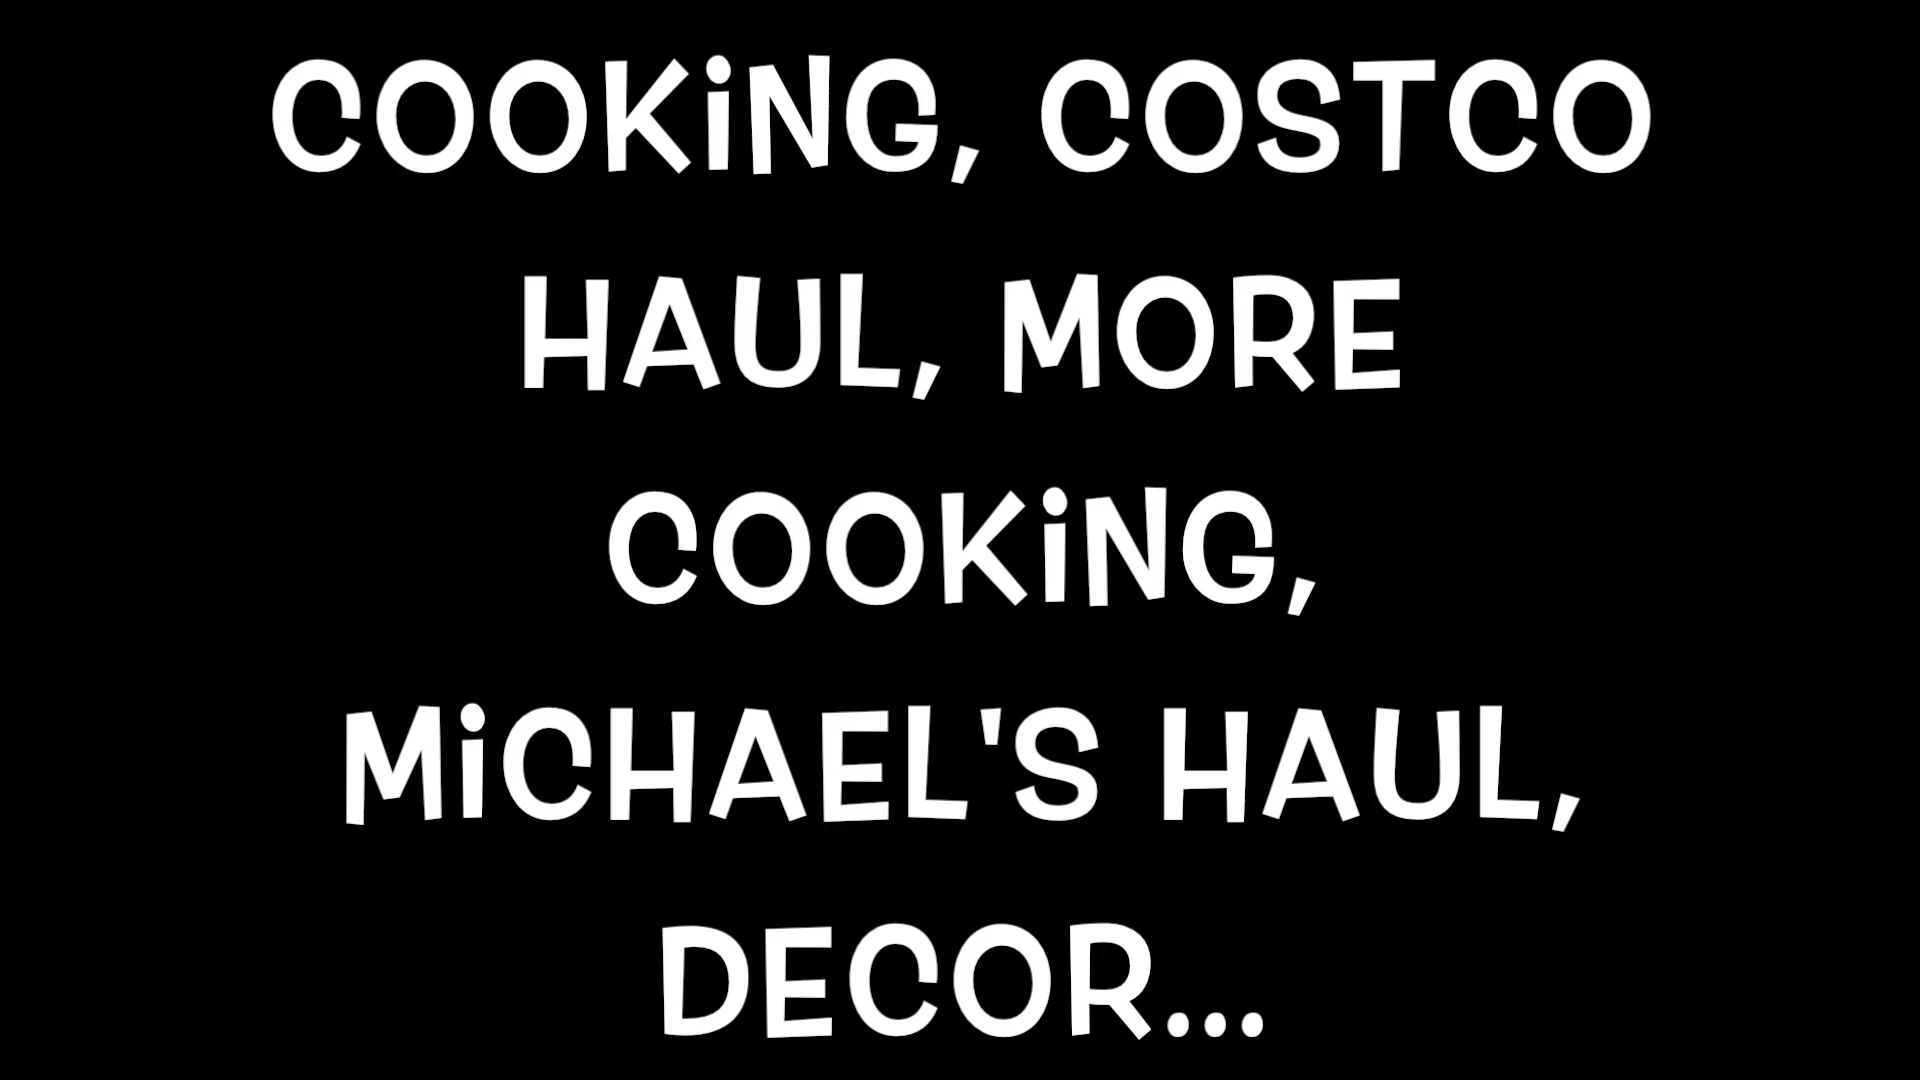 COOKiNG, COSTCO
HAUL, MORE
COOKiNG,
MiCHAEL'S HAUL,
DECOR...